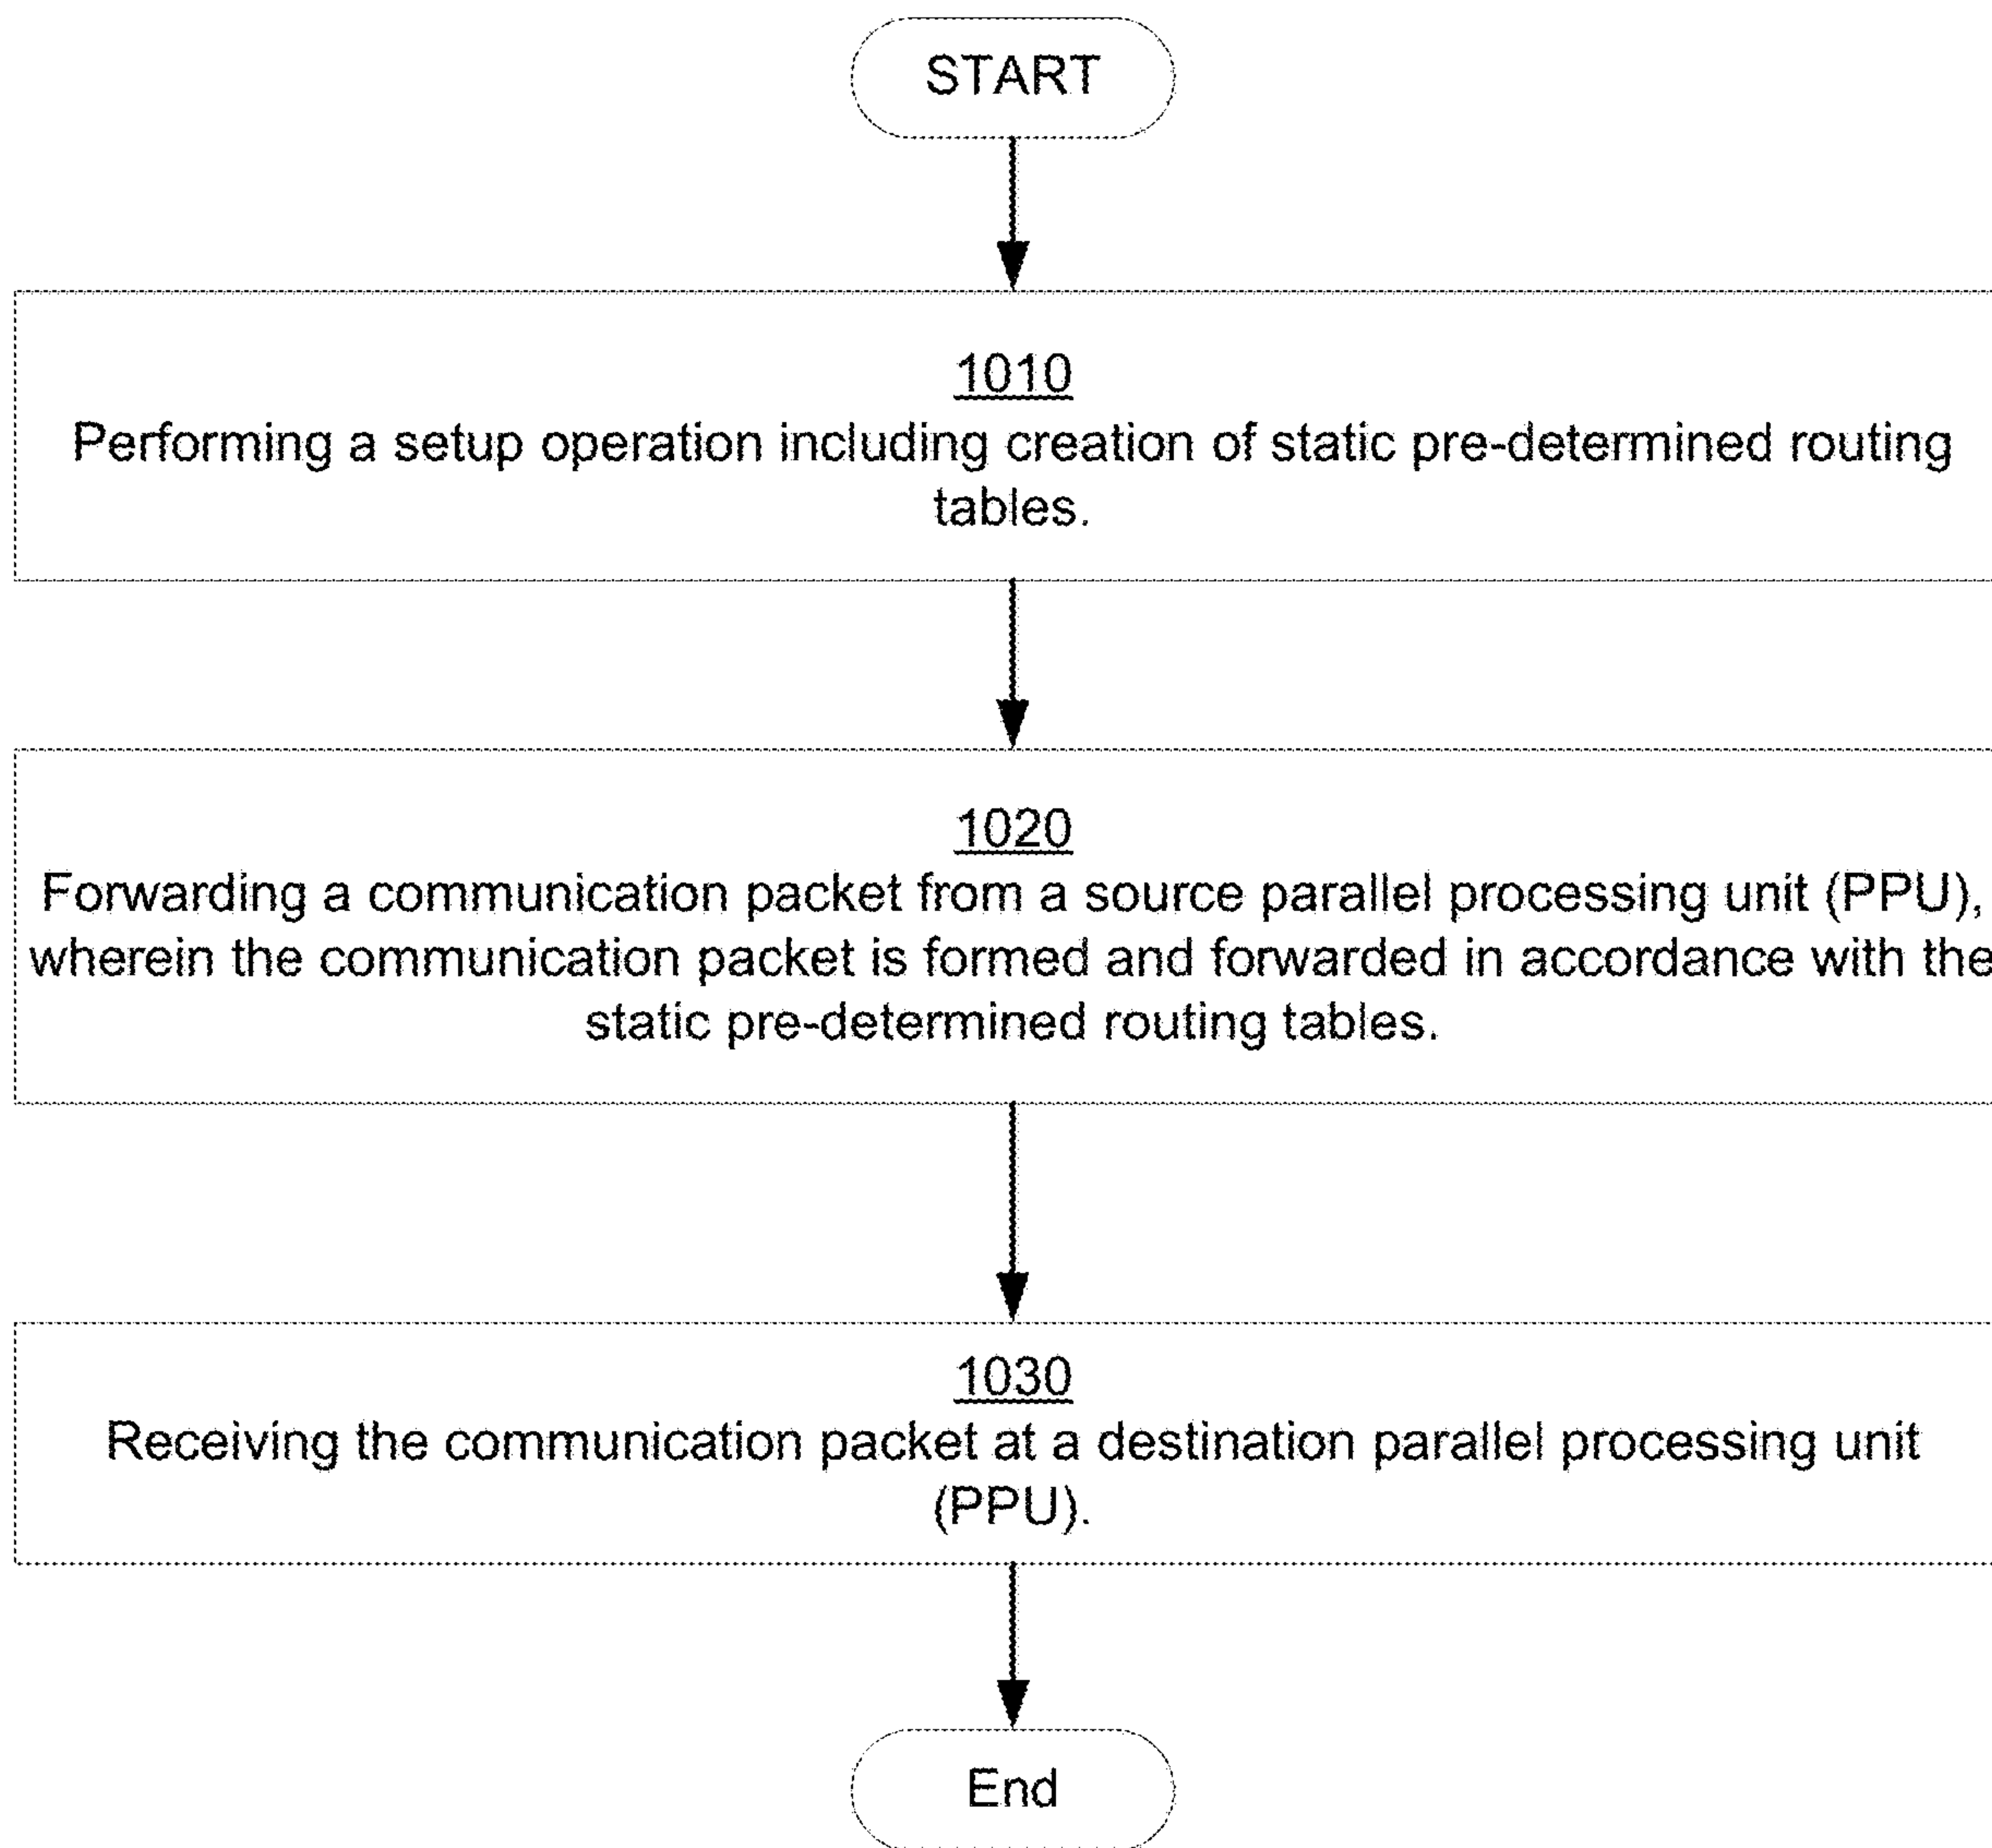 START
1010
Performing a setup operation including creation of static pre-determined routing
tables.
1020
Forwarding a communication packet from a source parallel processing unit (PPU),
wherein the communication packet is formed and forwarded in accordance with the
static pre-determined routing tables.
1030
Receiving the communication packet at a destination parallel processing unit
(PPU).
End